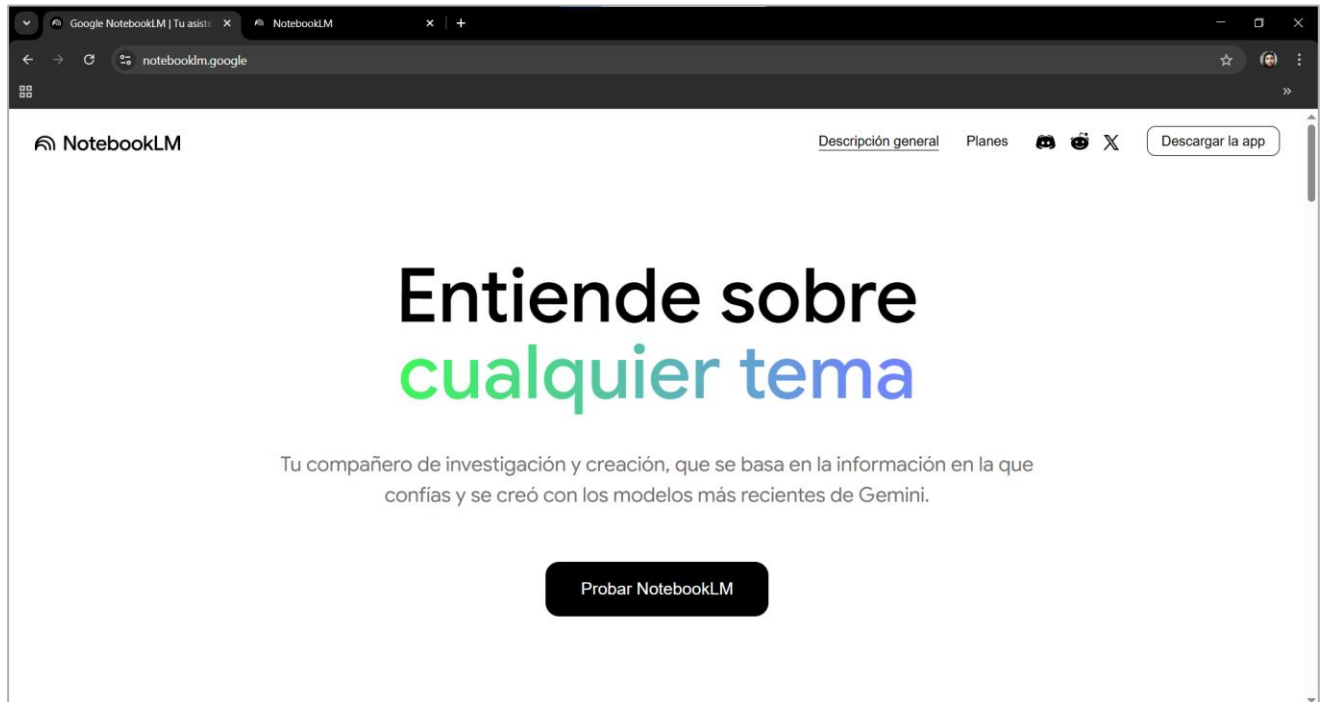 Google NotebookLM | Tu asiste
NotebookLM
notebooklm.google
NotebookLM
Descripción general
Planes
Descargar la app
Entiende sobre
cualquier tema
Tu compañero de investigación y creación, que se basa en la información en la que
confías y se creó con los modelos más recientes de Gemini.
Probar NotebookLM